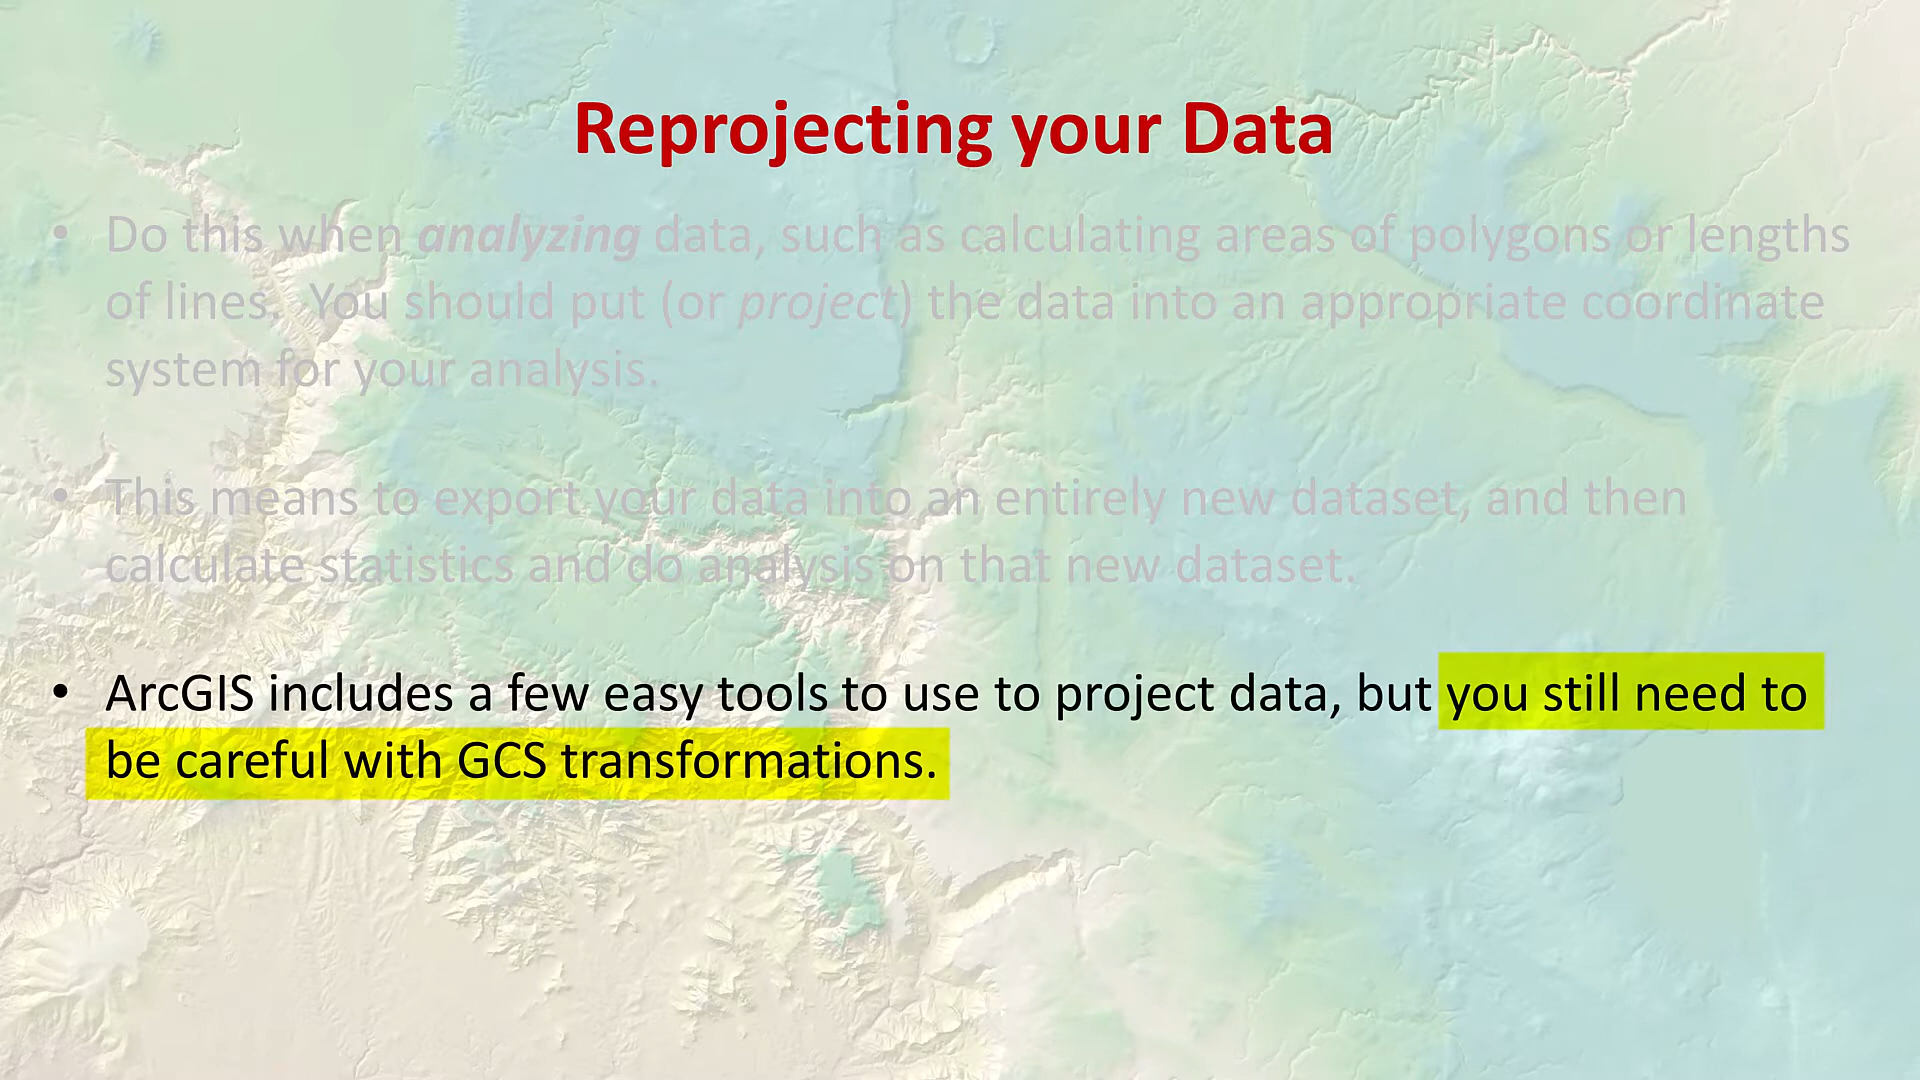 Reprojecting your Data
• Do this when analyzing data, such as calculating areas of polygons or lengths
of lines. You should put (or project) the data into an appropriate coordinate
system for your analysis.
• This means to export your data into an entirely new dataset, and then
calculate statistics and do analysis on that new dataset.
• ArcGIS includes a few easy tools to use to project data, but you still need to
be careful with GCS transformations.